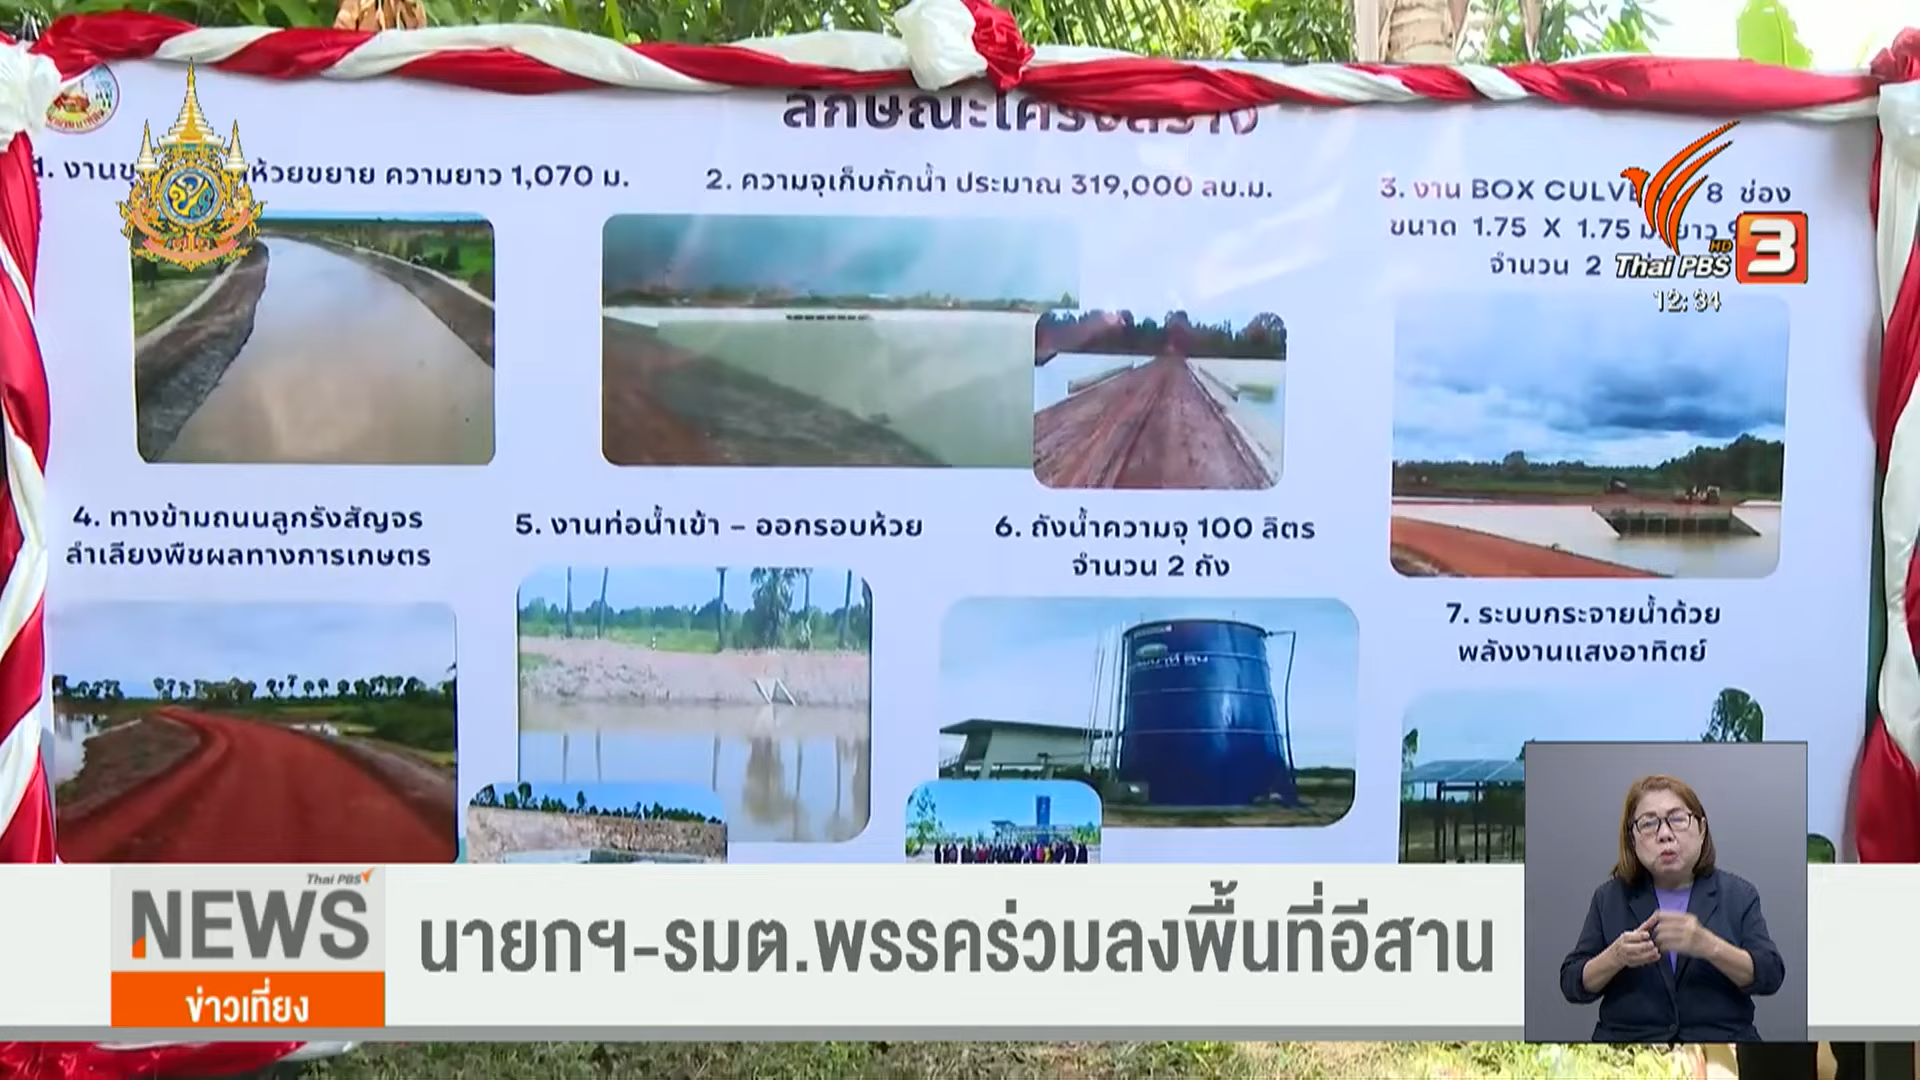 ลักษณะโครงสร้าง
1. งานขุ ห้วยขยาย ความยาว 1,070 ม.
2. ความจุเก็บกักน้ำ ประมาณ 319,000 ลบ.ม.
3. งาน BOX CULVE 8 ช่อง
ขนาด 1.75 X 1.75 ม. ยาว
จำนวน 2
Thai PBS HD 3
12:34
4. ทางข้ามถนนลูกรังสัญจร
ลำเลียงพืชผลทางการเกษตร
5. งานท่อน้ำเข้า – ออกรอบห้วย
6. ถังน้ำความจุ 100 ลิตร
จำนวน 2 ถัง
7. ระบบกระจายน้ำด้วย
พลังงานแสงอาทิตย์
Thai PBS
NEWS
ข่าวเที่ยง
นายกฯ-รมต.พรรคร่วมลงพื้นที่อีสาน